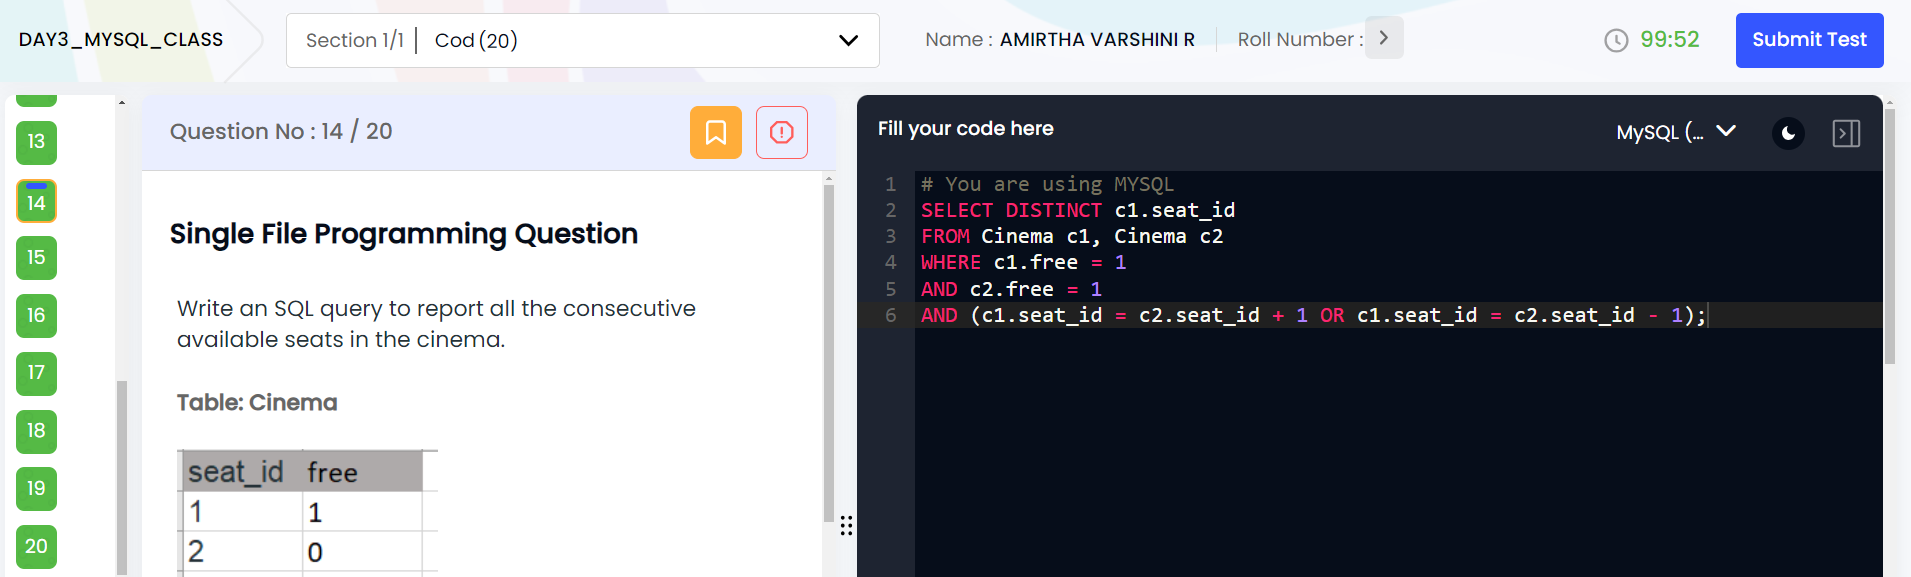 DAY3_MYSQL_CLASS
Section 1/1 | Cod (20)
Name : AMIRTHA VARSHINI R
Roll Number :
99:52
Submit Test
13
14
15
16
17
18
19
20
Question No : 14 / 20
Single File Programming Question
Write an SQL query to report all the consecutive
available seats in the cinema.
Table: Cinema
seat_id free
1 1
2 0
Fill your code here
MySQL (...
1 # You are using MYSQL
2 SELECT DISTINCT c1.seat_id
3 FROM Cinema c1, Cinema c2
4 WHERE c1.free = 1
5 AND c2.free = 1
6 AND (c1.seat_id = c2.seat_id + 1 OR c1.seat_id = c2.seat_id - 1);